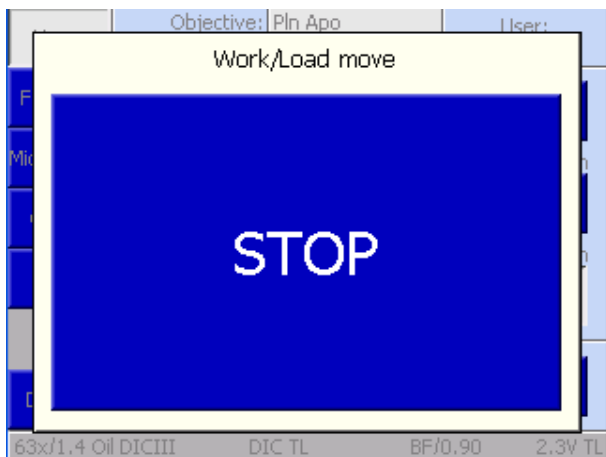 Objective: Pln Apo User:
Work/Load move
STOP
63x/1.4 Oil DICIII DIC TL BF/0.90 2.3V TL